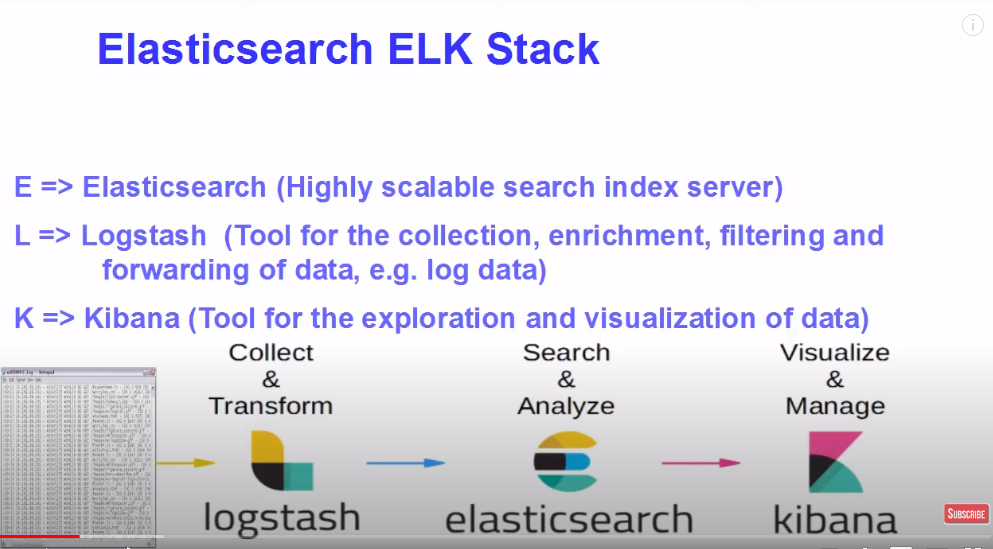 Elasticsearch ELK Stack
E => Elasticsearch (Highly scalable search index server)
L => Logstash (Tool for the collection, enrichment, filtering and
forwarding of data, e.g. log data)
K => Kibana (Tool for the exploration and visualization of data)
Collect
&
Transform
Search
&
Analyze
Visualize
&
Manage
logstash
elasticsearch
kibana
SUBSCRIBE